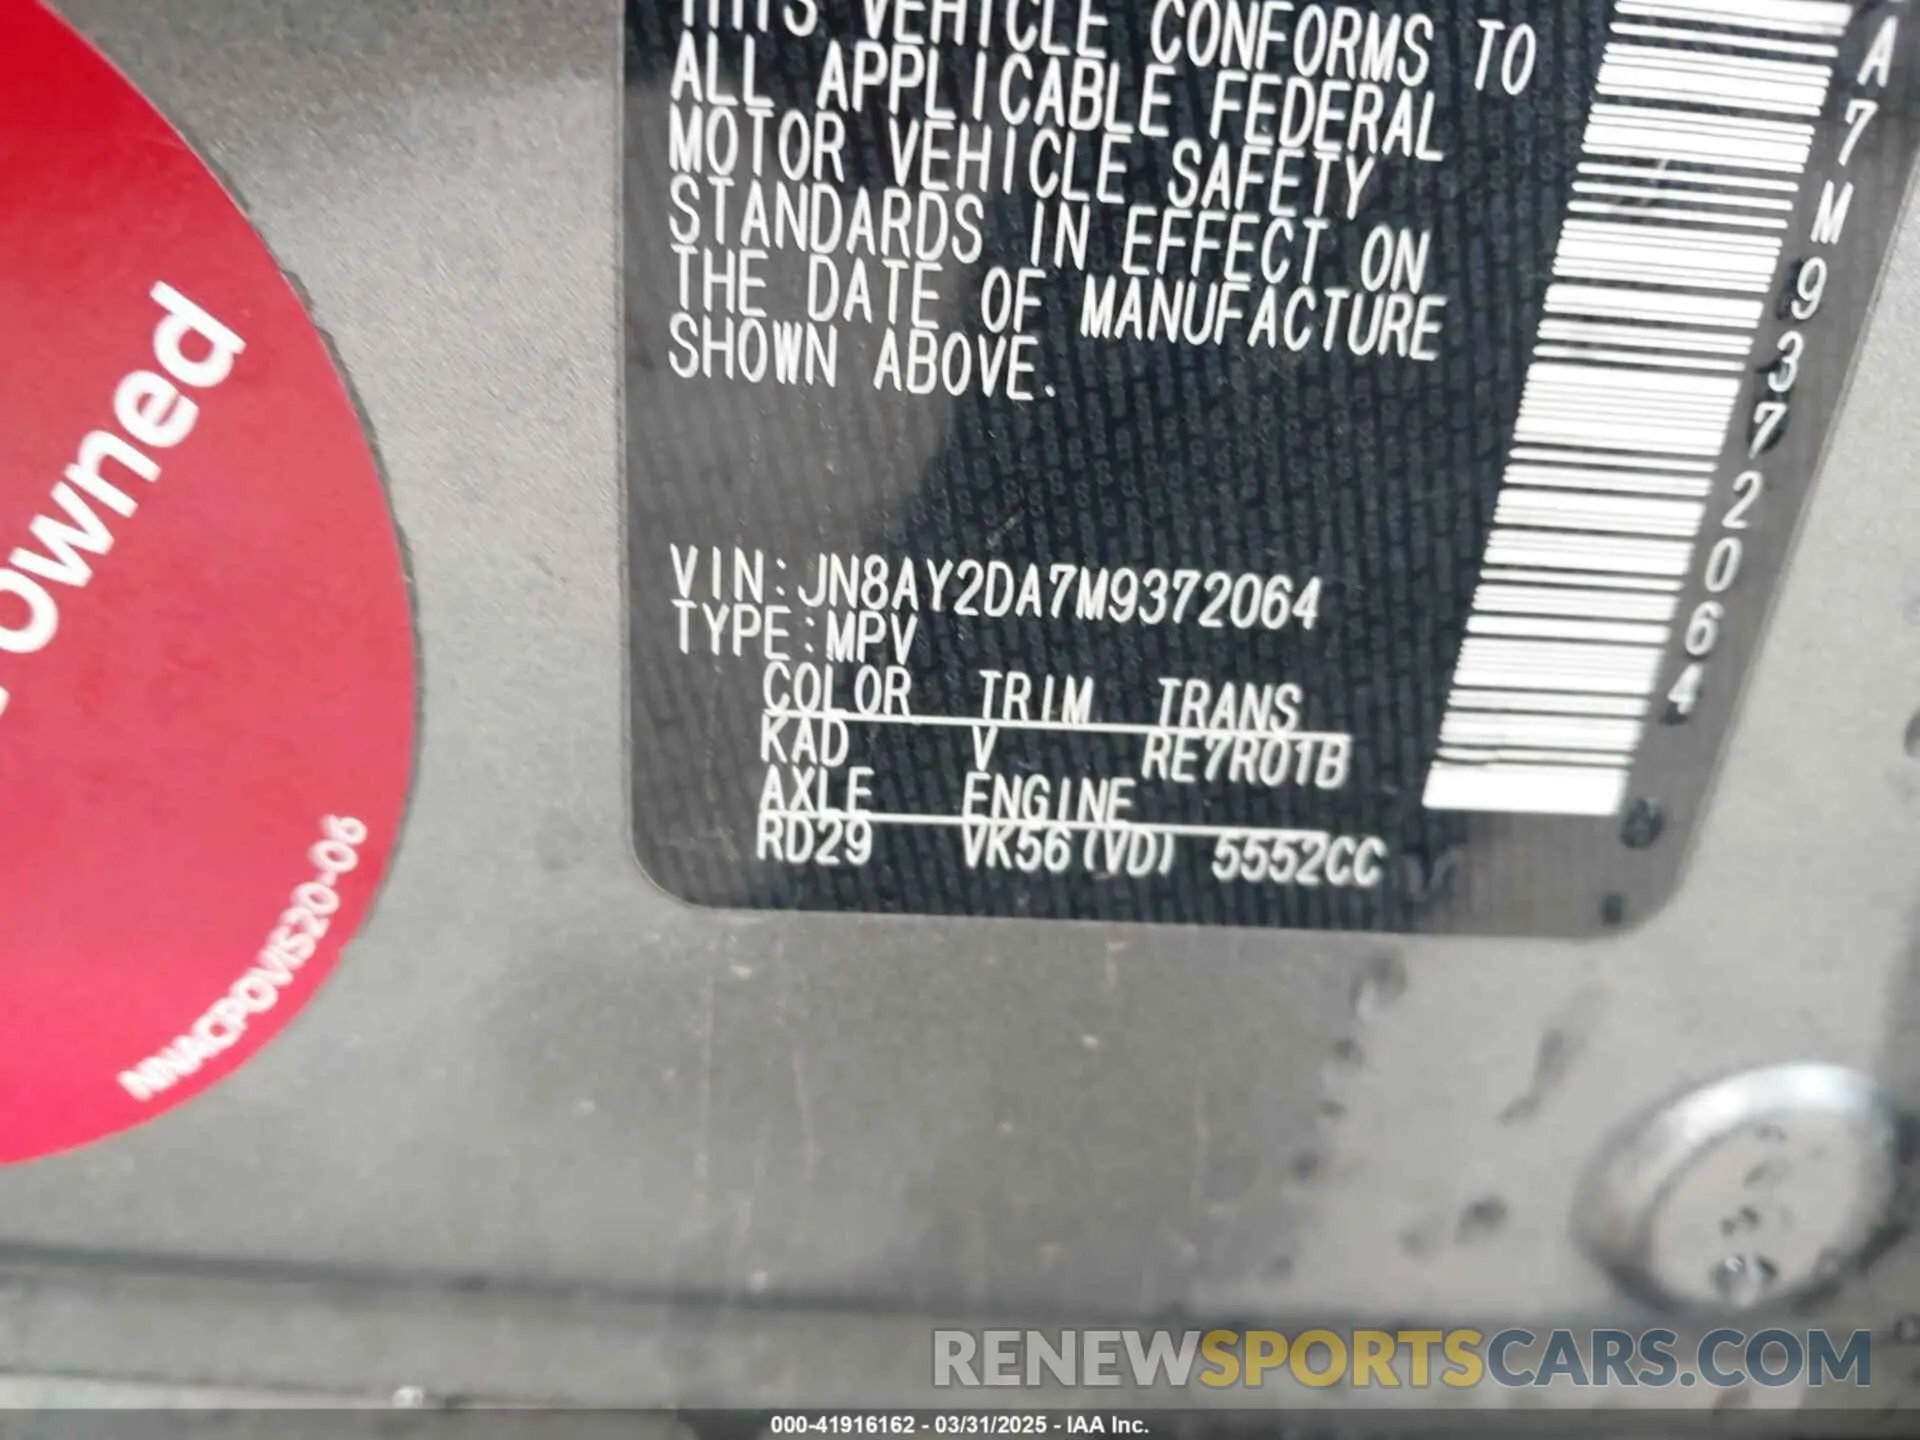 THIS VEHICLE CONFORMS TO
ALL APPLICABLE FEDERAL
MOTOR VEHICLE SAFETY
STANDARDS IN EFFECT ON
THE DATE OF MANUFACTURE
SHOWN ABOVE.
VIN:JN8AY2DA7M9372064
TYPE:MPV
COLOR TRIM TRANS
KAD V RE7R01B
AXLE ENGINE
RD29 VK56(VD) 5552CC
A7M9372064
Owned
NNACPOVIS20-06
RENEWSPORTSCARS.COM
000-41916162 - 03/31/2025 - IAA Inc.